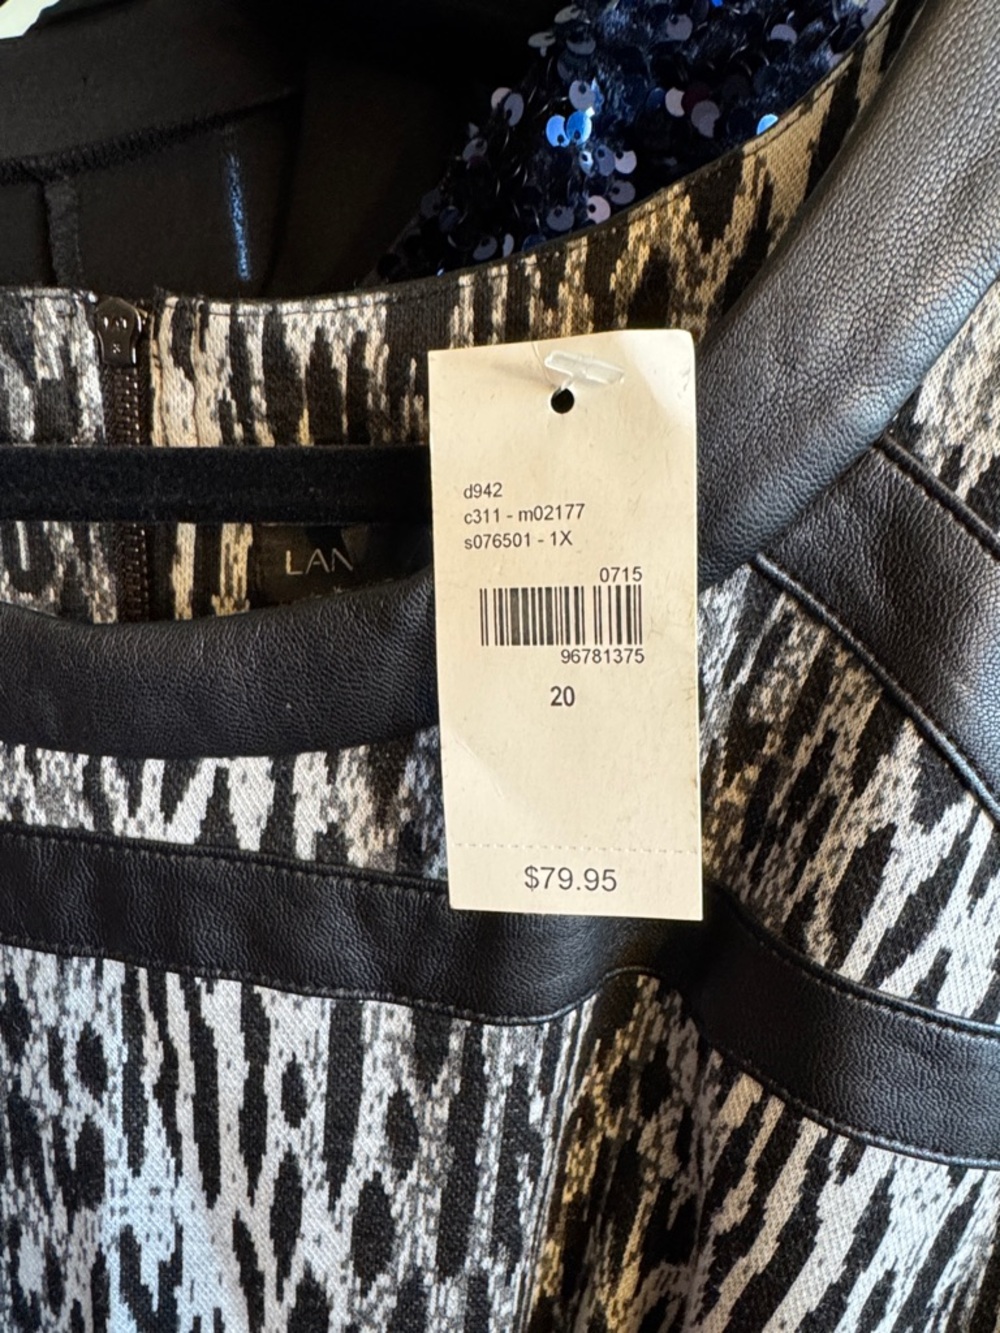 d942
c311 - m02177
s076501 - 1X
0715
96781375
20
$79.95
LAN